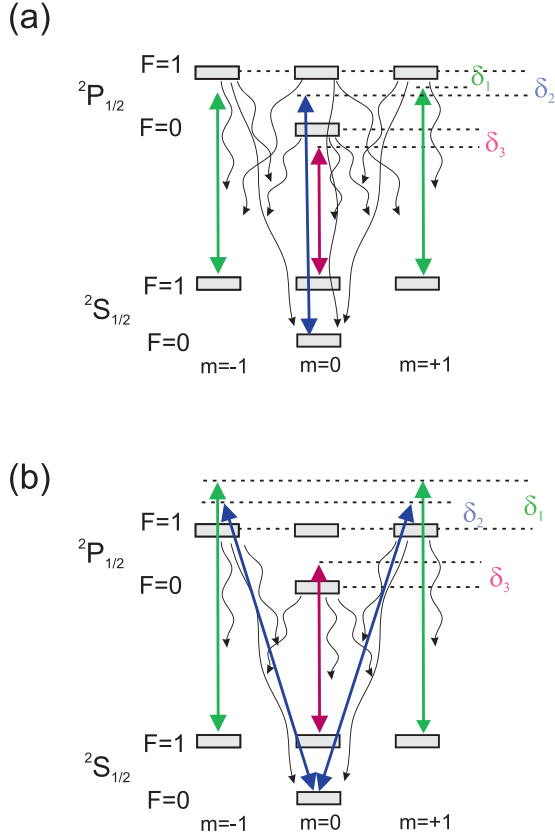 (a)
F=1
δ₁
²P₁/₂
δ₂
F=0
δ₃
F=1
²S₁/₂
F=0
m=-1 m=0 m=+1
(b)
F=1
δ₂ δ₁
²P₁/₂
F=0
δ₃
F=1
²S₁/₂
F=0
m=-1 m=0 m=+1